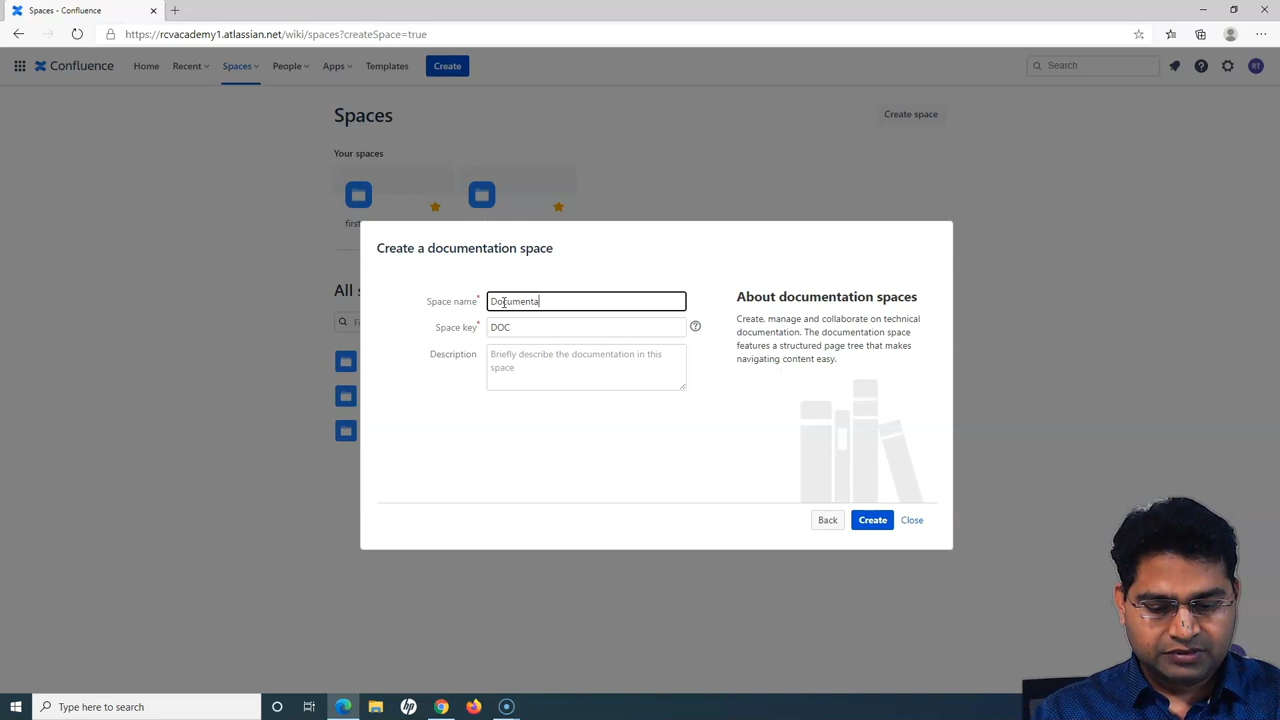 Spaces - Confluence
https://rcvacademy1.atlassian.net/wiki/spaces?createSpace=true
Confluence Home Recent Spaces People Apps Templates Create Search RT
Spaces
Create space
Your spaces
first
All s
Create a documentation space
Space name* Documenta
Space key* DOC
Description Briefly describe the documentation in this
space
About documentation spaces
Create, manage and collaborate on technical
documentation. The documentation space
features a structured page tree that makes
navigating content easy.
Back Create Close
Type here to search